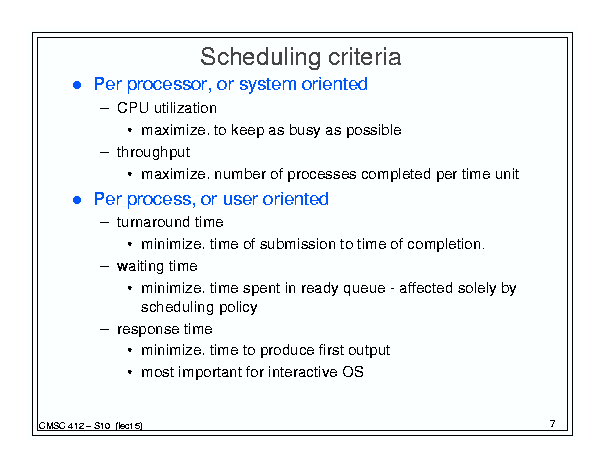 Scheduling criteria
● Per processor, or system oriented
– CPU utilization
• maximize, to keep as busy as possible
– throughput
• maximize, number of processes completed per time unit
● Per process, or user oriented
– turnaround time
• minimize, time of submission to time of completion.
– waiting time
• minimize, time spent in ready queue - affected solely by
scheduling policy
– response time
• minimize, time to produce first output
• most important for interactive OS
CMSC 412 – S10 (lect 5)
7